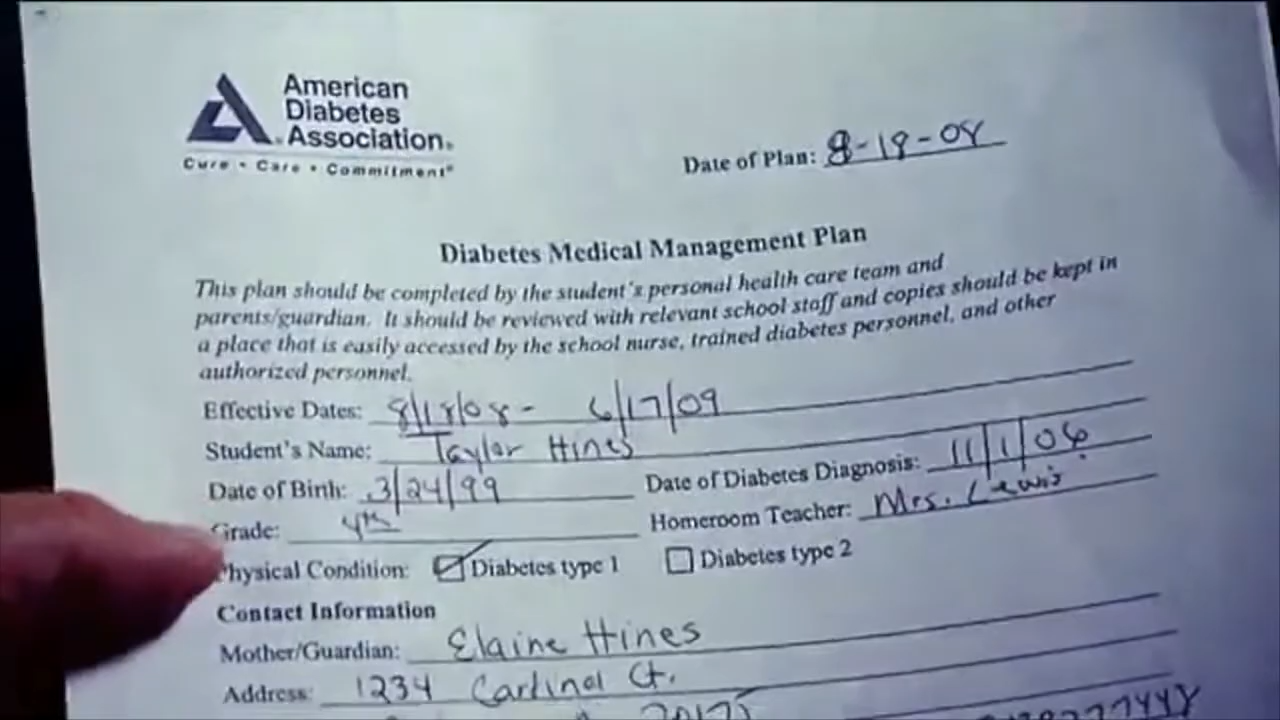 American
Diabetes
Association®
Cure • Care • Commitment®
Date of Plan: 8-18-08
Diabetes Medical Management Plan
This plan should be completed by the student's personal health care team and
parents/guardian. It should be reviewed with relevant school staff and copies should be kept in
a place that is easily accessed by the school nurse, trained diabetes personnel, and other
authorized personnel.
Effective Dates: 8/18/08 - 6/17/09
Student's Name: Taylor Hines
Date of Birth: 3/24/99 Date of Diabetes Diagnosis: 11/1/06
Grade: 4th Homeroom Teacher: Mrs. Lewis
Physical Condition: Diabetes type 1 Diabetes type 2
Contact Information
Mother/Guardian: Elaine Hines
Address: 1234 Cardinal Ct.